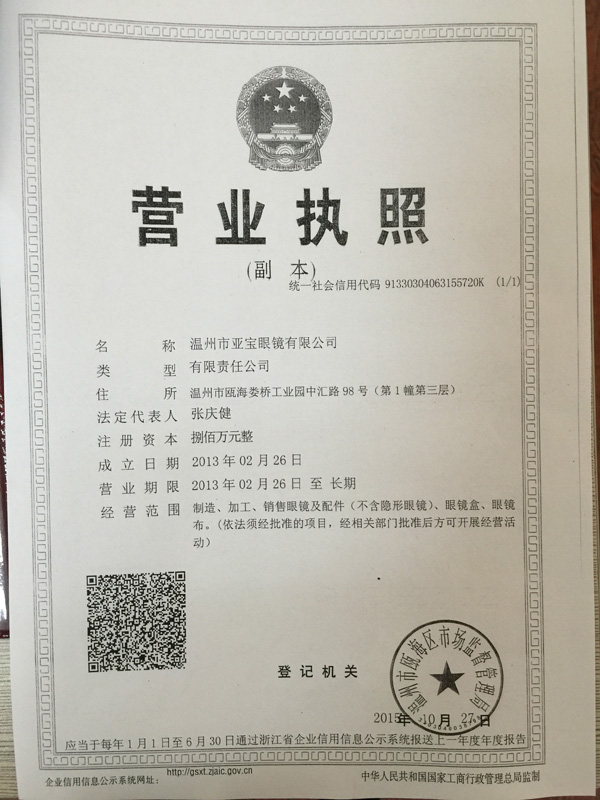 营业执照
(副 本)
统一社会信用代码 91330304063155720K (1/1)
名 称 温州市亚宝眼镜有限公司
类 型 有限责任公司
住 所 温州市瓯海娄桥工业园中汇路98号（第1幢第三层）
法定代表人 张庆健
注册资本 捌佰万元整
成立日期 2013年02月26日
营业期限 2013年02月26日 至 长期
经营范围 制造、加工、销售眼镜及配件（不含隐形眼镜）、眼镜盒、眼镜
布。(依法须经批准的项目，经相关部门批准后方可开展经营活
动）
温州市瓯海区市场监督管理局
登记机关
2015年 10月 27日
应当于每年1月1日至6月30日通过浙江省企业信用信息公示系统报送上一年度年度报告
企业信用信息公示系统网址： http://gsxt.zjaic.gov.cn
中华人民共和国国家工商行政管理总局监制